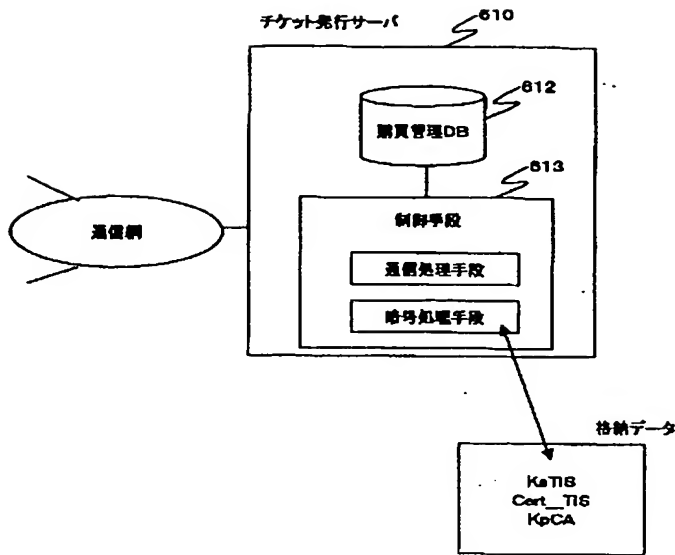 チケット発行サーバ
610
612
購買管理DB
613
制御手段
通信網
通信処理手段
暗号処理手段
格納データ
KsTIS
Cert__TIS
KpCA